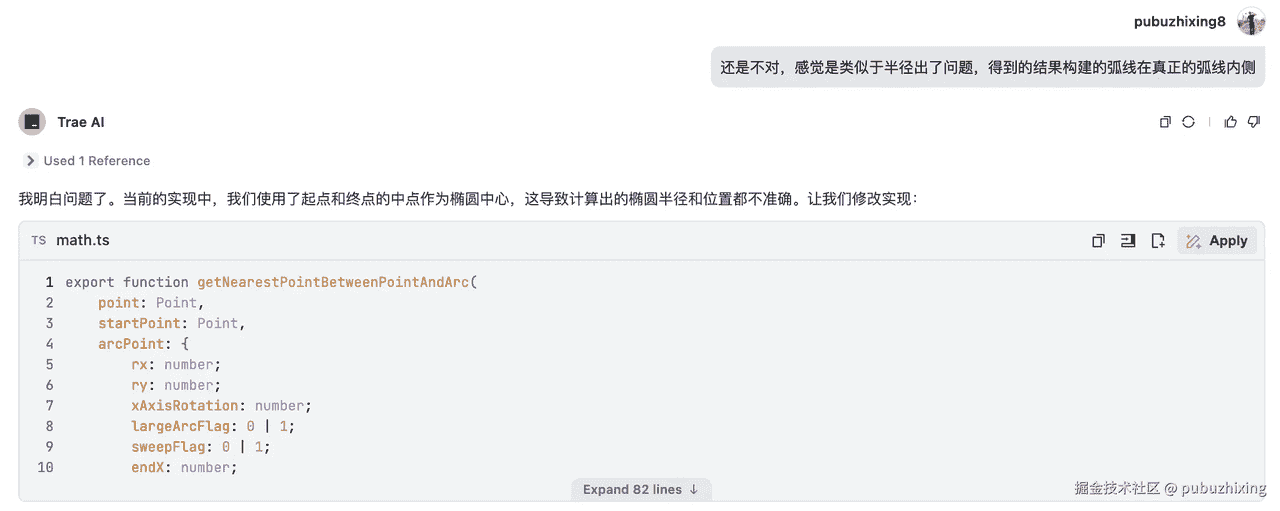 pubuzhixing8
还是不对，感觉是类似于半径出了问题，得到的结果构建的弧线在真正的弧线内侧
Trae AI
Used 1 Reference
我明白问题了。当前的实现中，我们使用了起点和终点的中点作为椭圆中心，这导致计算出的椭圆半径和位置都不准确。让我们修改实现：
TS math.ts
Apply
1 export function getNearestPointBetweenPointAndArc(
2 point: Point,
3 startPoint: Point,
4 arcPoint: {
5 rx: number;
6 ry: number;
7 xAxisRotation: number;
8 largeArcFlag: 0 | 1;
9 sweepFlag: 0 | 1;
10 endX: number;
Expand 82 lines ↓
掘金技术社区 @ pubuzhixing